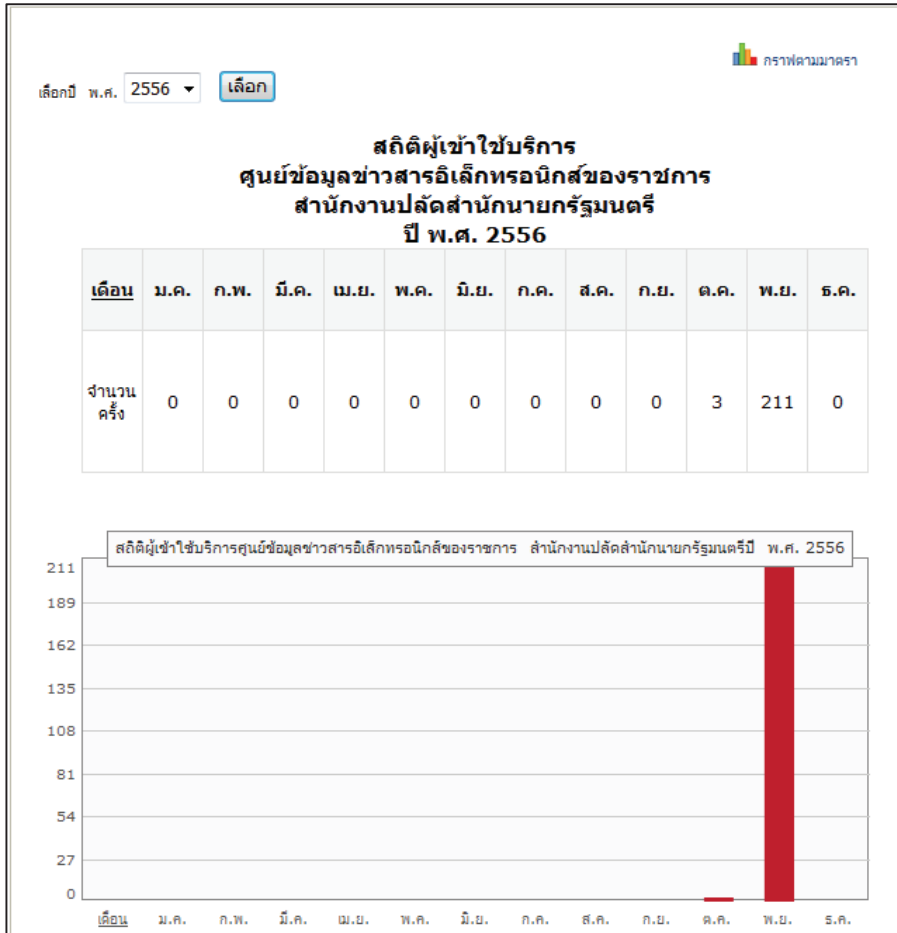 กราฟตามมาตรา
เลือกปี พ.ศ. 2556 เลือก
สถิติผู้เข้าใช้บริการ
ศูนย์ข้อมูลข่าวสารอิเล็กทรอนิกส์ของราชการ
สำนักงานปลัดสำนักนายกรัฐมนตรี
ปี พ.ศ. 2556
เดือน ม.ค. ก.พ. มี.ค. เม.ย. พ.ค. มิ.ย. ก.ค. ส.ค. ก.ย. ต.ค. พ.ย. ธ.ค.
จำนวน
ครั้ง 0 0 0 0 0 0 0 0 0 3 211 0
สถิติผู้เข้าใช้บริการศูนย์ข้อมูลข่าวสารอิเล็กทรอนิกส์ของราชการ สำนักงานปลัดสำนักนายกรัฐมนตรีปี พ.ศ. 2556
211
189
162
135
108
81
54
27
0
เดือน ม.ค. ก.พ. มี.ค. เม.ย. พ.ค. มิ.ย. ก.ค. ส.ค. ก.ย. ต.ค. พ.ย. ธ.ค.